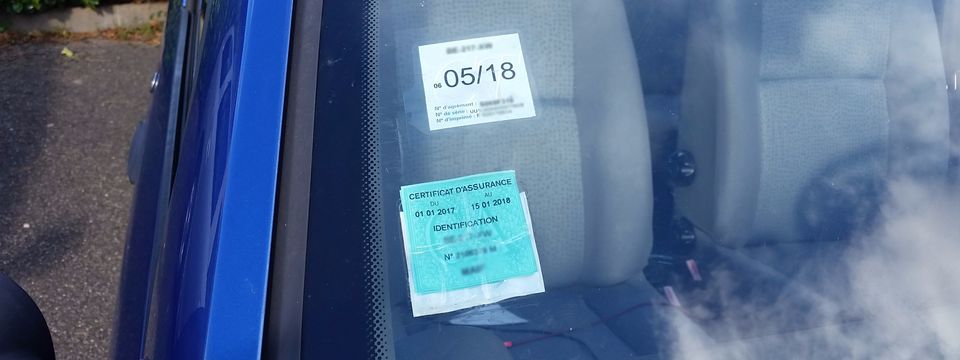 06 05/18
N° d'agrément :
N° de série :
N° d'imprimé :
CERTIFICAT D'ASSURANCE
DU AU
01 01 2017 15 01 2018
IDENTIFICATION
N°